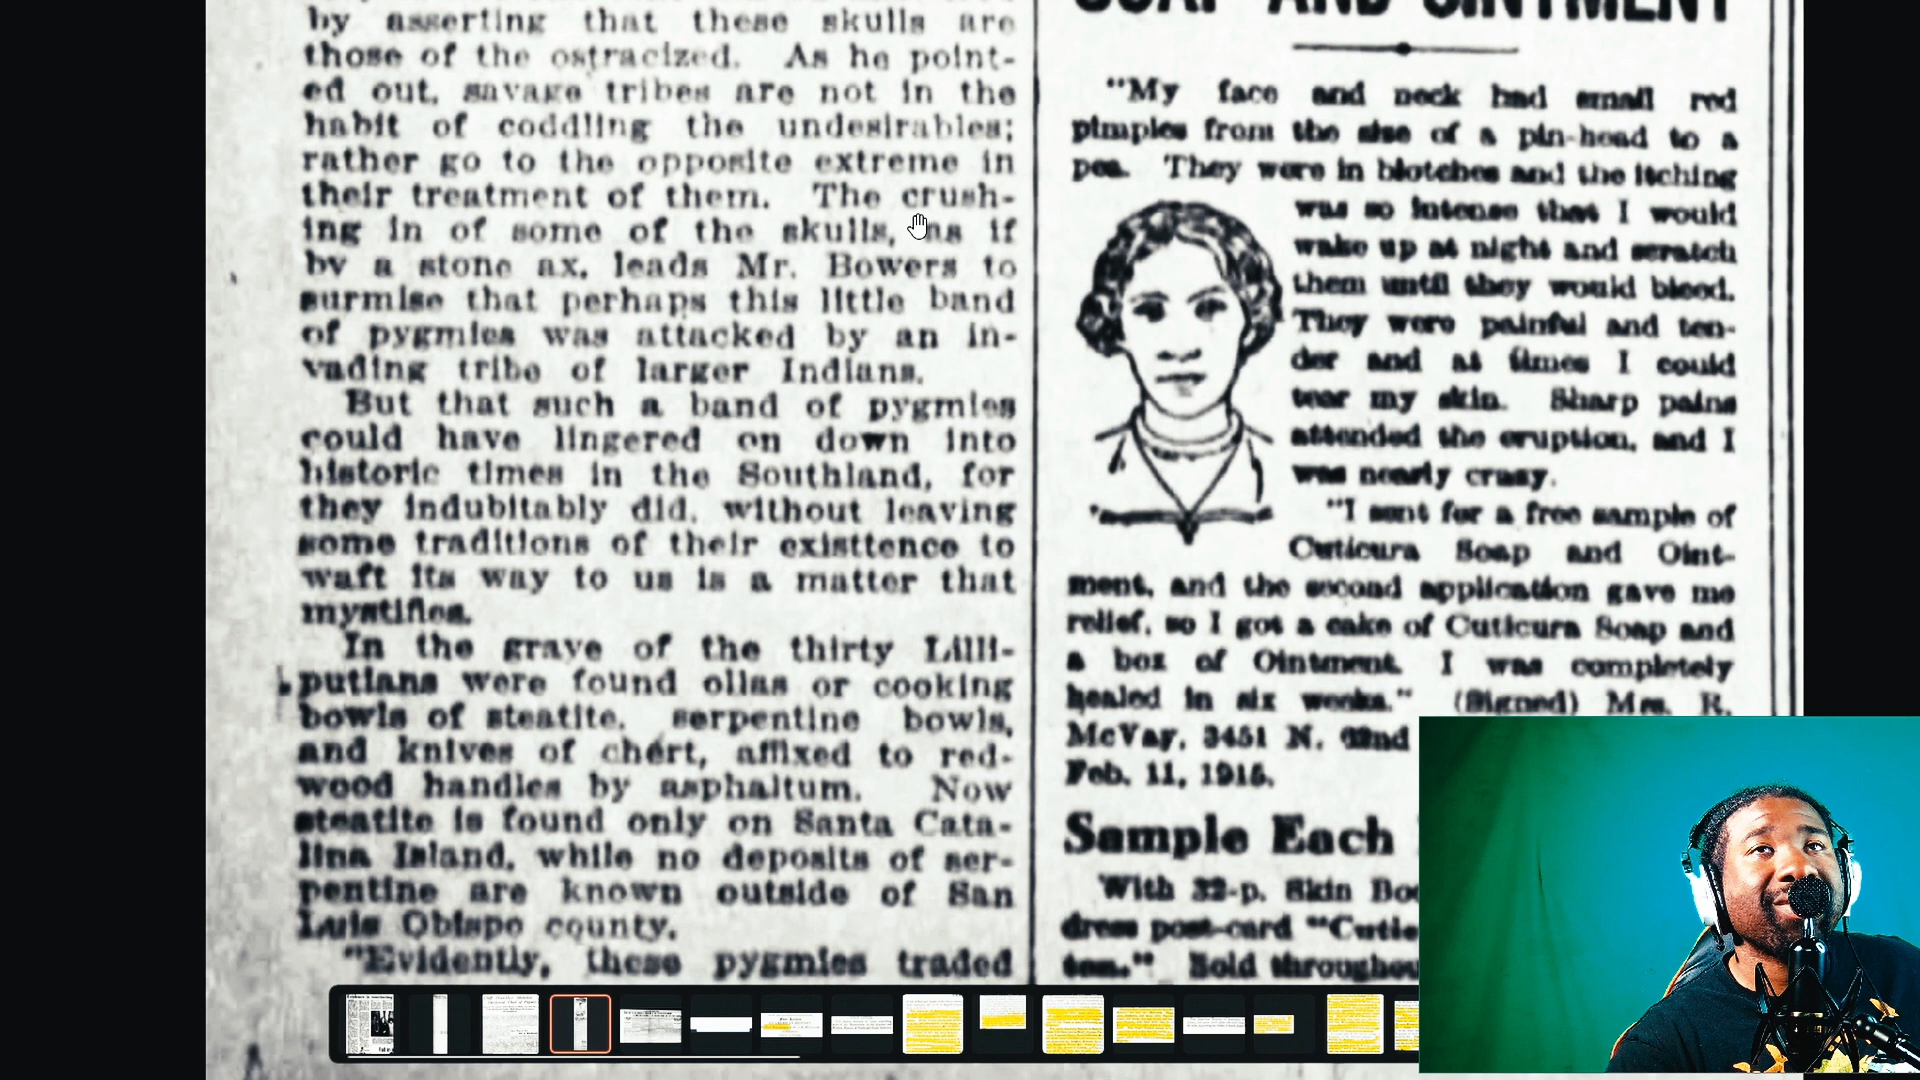 by asserting that these skulls are
those of the ostracized. As he point-
ed out, savage tribes are not in the
habit of coddling the undesirables;
rather go to the opposite extreme in
their treatment of them. The crush-
ing in of some of the skulls, as if
by a stone ax, leads Mr. Bowers to
surmise that perhaps this little band
of pygmies was attacked by an in-
vading tribe of larger Indians.
But that such a band of pygmies
could have lingered on down into
historic times in the Southland, for
they indubitably did, without leaving
some traditions of their existtence to
waft its way to us is a matter that
mystifies.
In the grave of the thirty Lilli-
putians were found ollas or cooking
bowls of steatite, serpentine bowls,
and knives of chert, affixed to red-
wood handles by asphaltum. Now
steatite is found only on Santa Cata-
lina Island, while no deposits of ser-
pentine are known outside of San
Luis Obispo county.
"Evidently, these pygmies traded
SOAP AND OINTMENT
"My face and neck had small red
pimples from the size of a pin-head to a
pea. They were in blotches and the itching
was so intense that I would
wake up at night and scratch
them until they would bleed.
They were painful and ten-
der and at times I could
tear my skin. Sharp pains
attended the eruption, and I
was nearly crazy.
"I sent for a free sample of
Cuticura Soap and Oint-
ment, and the second application gave me
relief, so I got a cake of Cuticura Soap and
a box of Ointment. I was completely
healed in six weeks." (Signed) Mrs. R.
McVay, 3451 N.
Feb. 11, 1915.
Sample Each
With 32-p. Skin
dress post-card
Sold